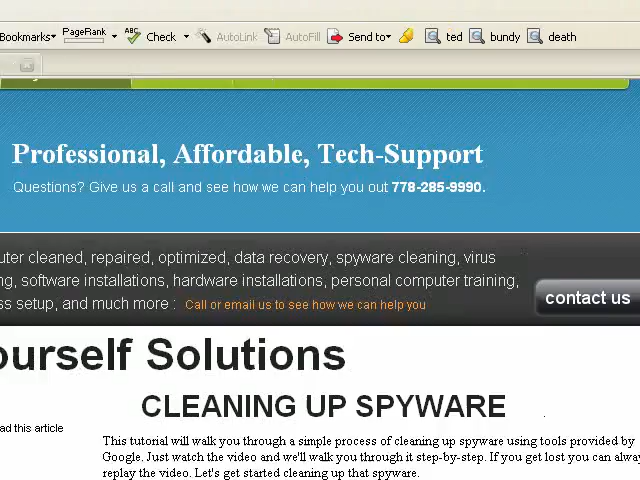 Bookmarks PageRank Check AutoLink AutoFill Send to ted bundy death
Professional, Affordable, Tech-Support
Questions? Give us a call and see how we can help you out 778-285-9990.
uter cleaned, repaired, optimized, data recovery, spyware cleaning, virus
ng, software installations, hardware installations, personal computer training,
ss setup, and much more : Call or email us to see how we can help you
contact us
ourself Solutions
CLEANING UP SPYWARE
ad this article
This tutorial will walk you through a simple process of cleaning up spyware using tools provided by
Google. Just watch the video and we'll walk you through it step-by-step. If you get lost you can alway
replay the video. Let's get started cleaning up that spyware.